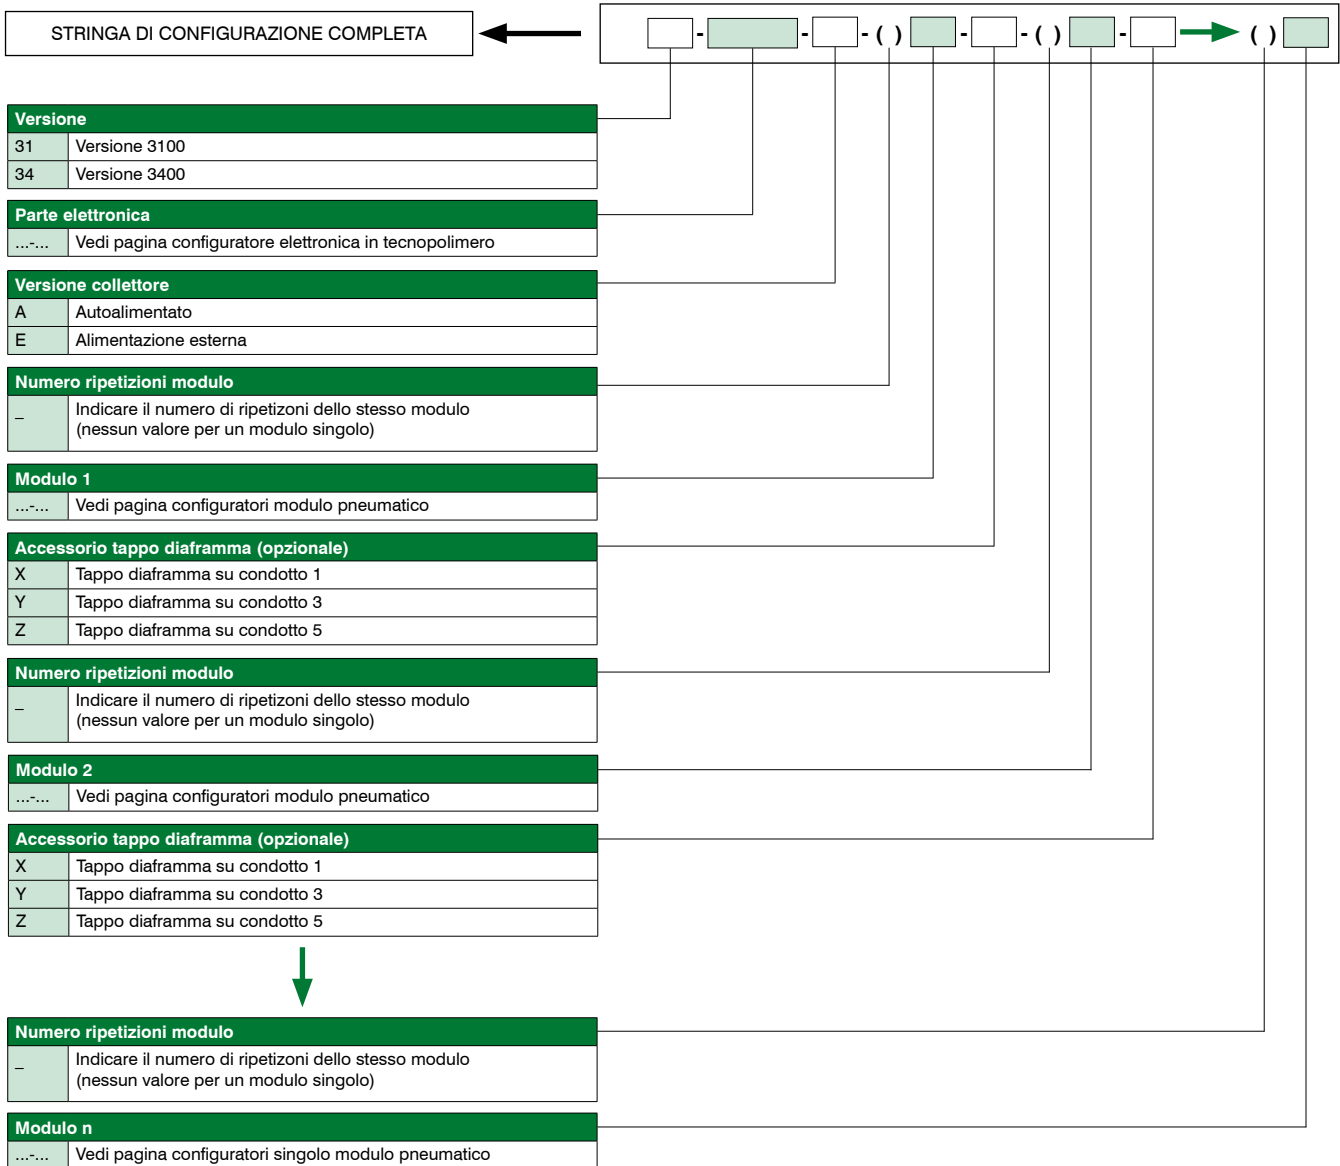 STRINGA DI CONFIGURAZIONE COMPLETA
- - - ( ) - - ( ) - ( )
Versione
31 Versione 3100
34 Versione 3400
Parte elettronica
...-... Vedi pagina configuratore elettronica in tecnopolimero
Versione collettore
A Autoalimentato
E Alimentazione esterna
Numero ripetizioni modulo
_ Indicare il numero di ripetizoni dello stesso modulo
(nessun valore per un modulo singolo)
Modulo 1
...-... Vedi pagina configuratori modulo pneumatico
Accessorio tappo diaframma (opzionale)
X Tappo diaframma su condotto 1
Y Tappo diaframma su condotto 3
Z Tappo diaframma su condotto 5
Numero ripetizioni modulo
_ Indicare il numero di ripetizoni dello stesso modulo
(nessun valore per un modulo singolo)
Modulo 2
...-... Vedi pagina configuratori modulo pneumatico
Accessorio tappo diaframma (opzionale)
X Tappo diaframma su condotto 1
Y Tappo diaframma su condotto 3
Z Tappo diaframma su condotto 5
Numero ripetizioni modulo
_ Indicare il numero di ripetizoni dello stesso modulo
(nessun valore per un modulo singolo)
Modulo n
...-... Vedi pagina configuratori singolo modulo pneumatico